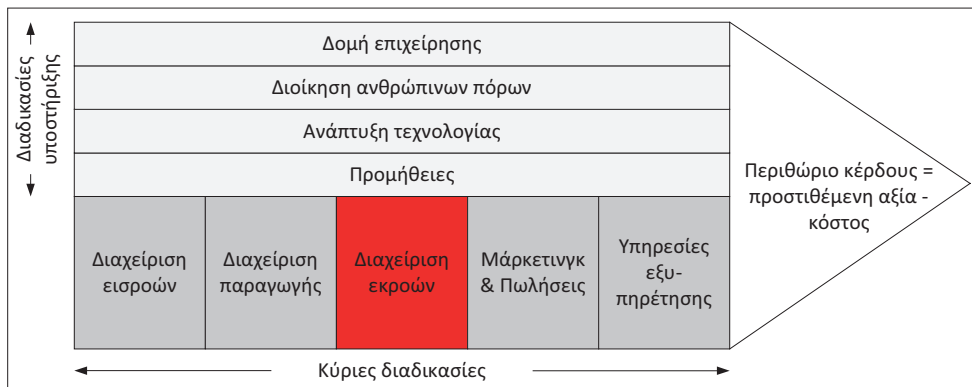 Διαδικασίες
υποστήριξης
Δομή επιχείρησης
Διοίκηση ανθρώπινων πόρων
Ανάπτυξη τεχνολογίας
Προμήθειες
Διαχείριση
εισροών
Διαχείριση
παραγωγής
Διαχείριση
εκροών
Μάρκετινγκ
& Πωλήσεις
Υπηρεσίες
εξυ-
πηρέτησης
Περιθώριο κέρδους =
προστιθέμενη αξία -
κόστος
Κύριες διαδικασίες